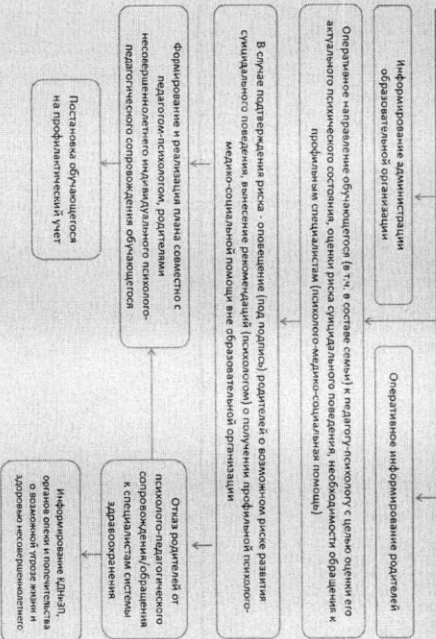 Информирование администрации
образовательной организации
Оперативное информирование родителей
Оперативное направление обучающегося (в т.ч. в составе семьи) к педагогу-психологу с целью оценки его
актуального психического состояния, оценки риска суицидального поведения, необходимости обращения к
профильным специалистам (психолого-медико-социальная помощь)
В случае подтверждения риска - оповещение (под подпись) родителей о возможном риске развития
суицидального поведения, вынесение рекомендаций (психологом) о получении профильной психолого-
медико-социальной помощи вне образовательной организации
Формирование и реализация плана совместно с
педагогом-психологом, родителями
несовершеннолетнего индивидуального психолого-
педагогического сопровождения обучающегося
Отказ родителей от
психолого-педагогического
сопровождения/обращения
к специалистам системы
здравоохранения
Постановка обучающегося
на профилактический учет
Информирование КДНиЗП,
органов опеки и попечительства
о возможной угрозе жизни и
здоровью несовершеннолетнего